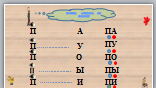 П А ПА
П У ПУ
П О ПО
П Ы ПЫ
П И ПИ